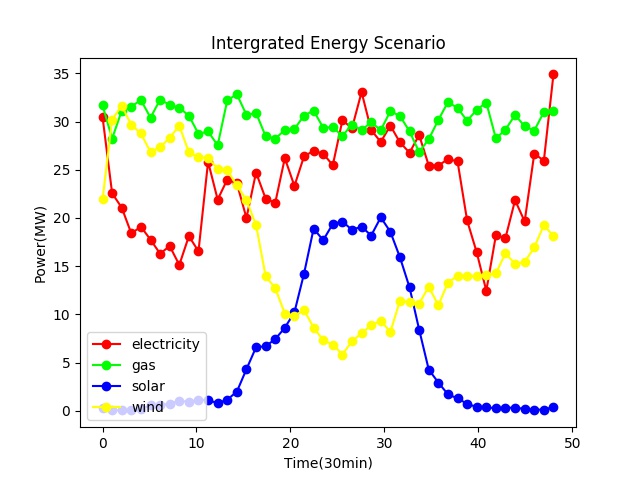 Intergrated Energy Scenario
Power(MW)
35
30
25
20
15
10
5
0
electricity
gas
solar
wind
0 10 20 30 40 50
Time(30min)